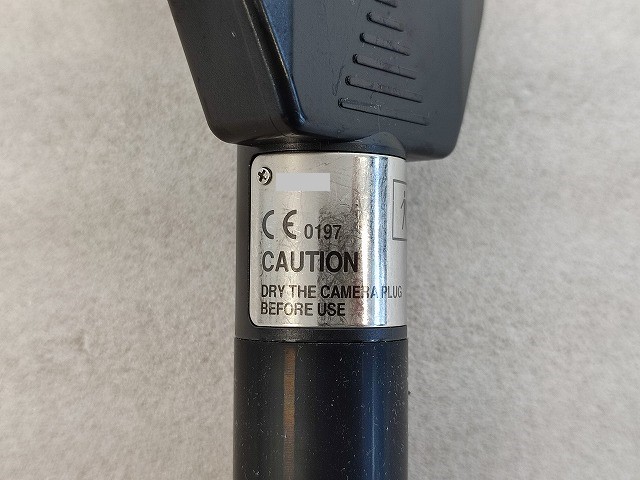 CE 0197
CAUTION
DRY THE CAMERA PLUG
BEFORE USE